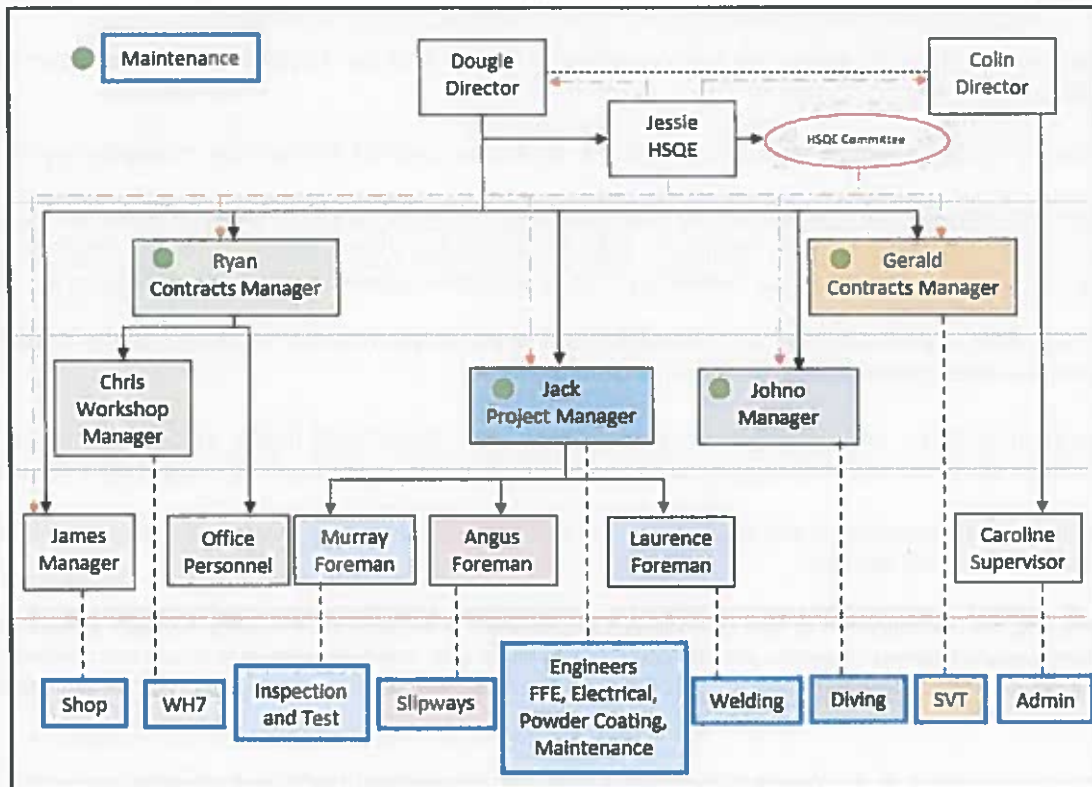 Maintenance
Dougie
Director
Colin
Director
Jessie
HSQE
HSQE Committee
Ryan
Contracts Manager
Gerald
Contracts Manager
Chris
Workshop
Manager
Jack
Project Manager
Johno
Manager
James
Manager
Office
Personnel
Murray
Foreman
Angus
Foreman
Laurence
Foreman
Caroline
Supervisor
Shop
WH7
Inspection
and Test
Slipways
Engineers
FFE, Electrical,
Powder Coating,
Maintenance
Welding
Diving
SVT
Admin